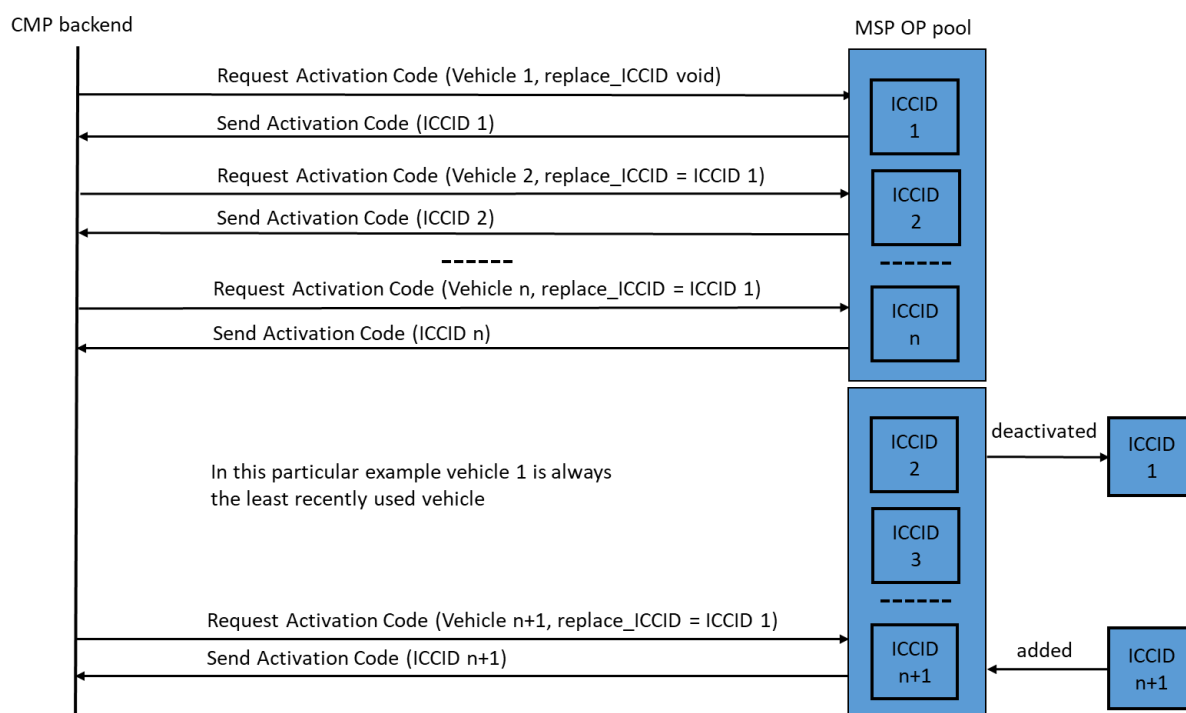 CMP backend
MSP OP pool
Request Activation Code (Vehicle 1, replace_ICCID void)
ICCID
1
Send Activation Code (ICCID 1)
Request Activation Code (Vehicle 2, replace_ICCID = ICCID 1)
ICCID
2
Send Activation Code (ICCID 2)
------
------
Request Activation Code (Vehicle n, replace_ICCID = ICCID 1)
ICCID
n
Send Activation Code (ICCID n)
deactivated
ICCID
2
ICCID
1
In this particular example vehicle 1 is always
the least recently used vehicle
ICCID
3
------
Request Activation Code (Vehicle n+1, replace_ICCID = ICCID 1)
ICCID
n+1
Send Activation Code (ICCID n+1)
added
ICCID
n+1